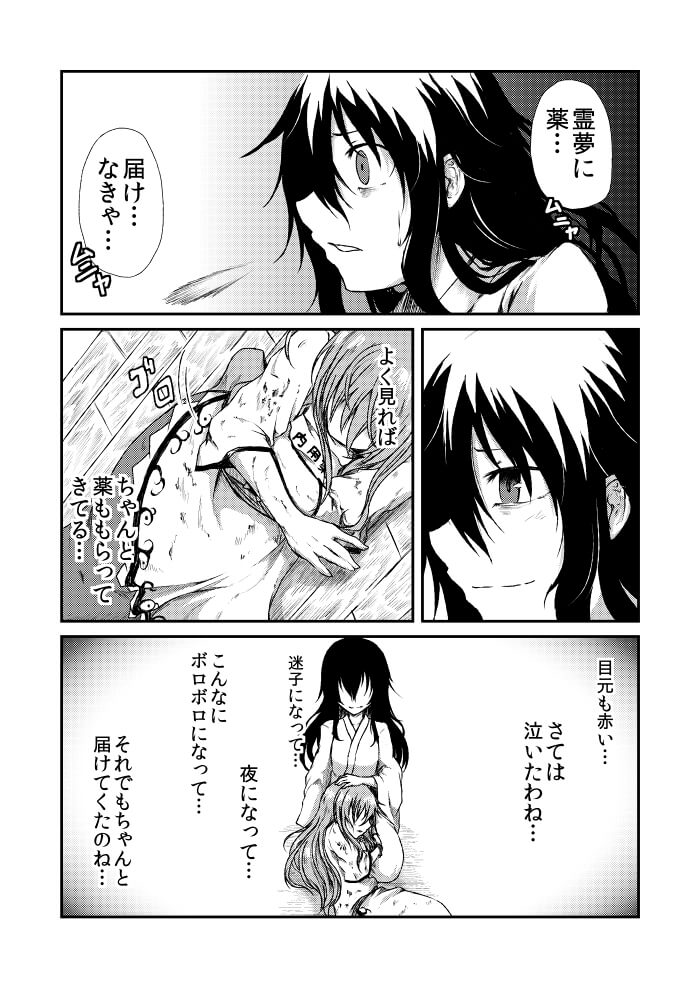 霊夢に
薬…
ムニャ
届け…
なきゃ…
ムニャ
よく見れば
内用
ゴロ
ちゃんと
薬ももらって
きてる…
目元も赤い…
さては
泣いたわね…
迷子になって…
夜になって…
こんなに
ボロボロになって…
それでもちゃんと
届けてくたのね…